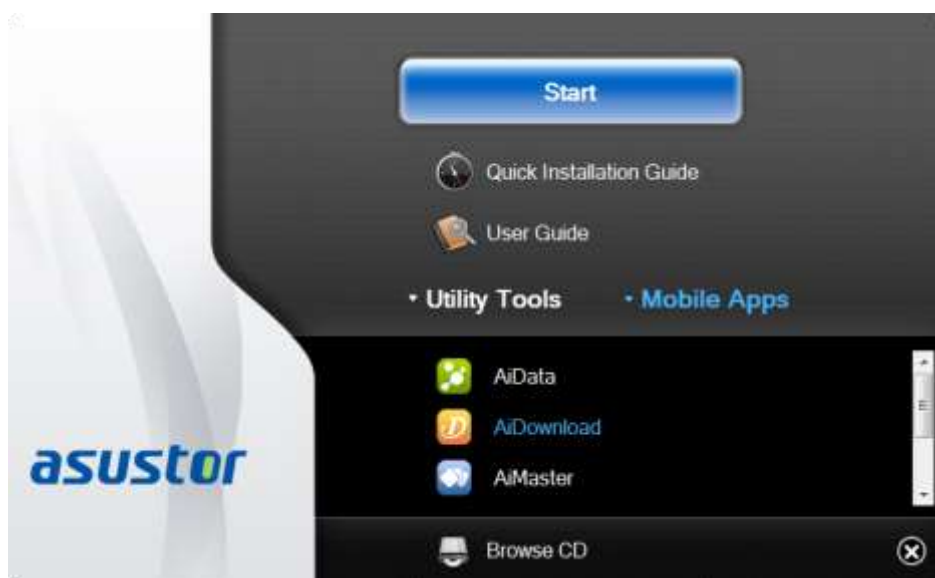 Start
Quick Installation Guide
User Guide
Utility Tools Mobile Apps
AiData
AiDownload
AiMaster
asustor
Browse CD